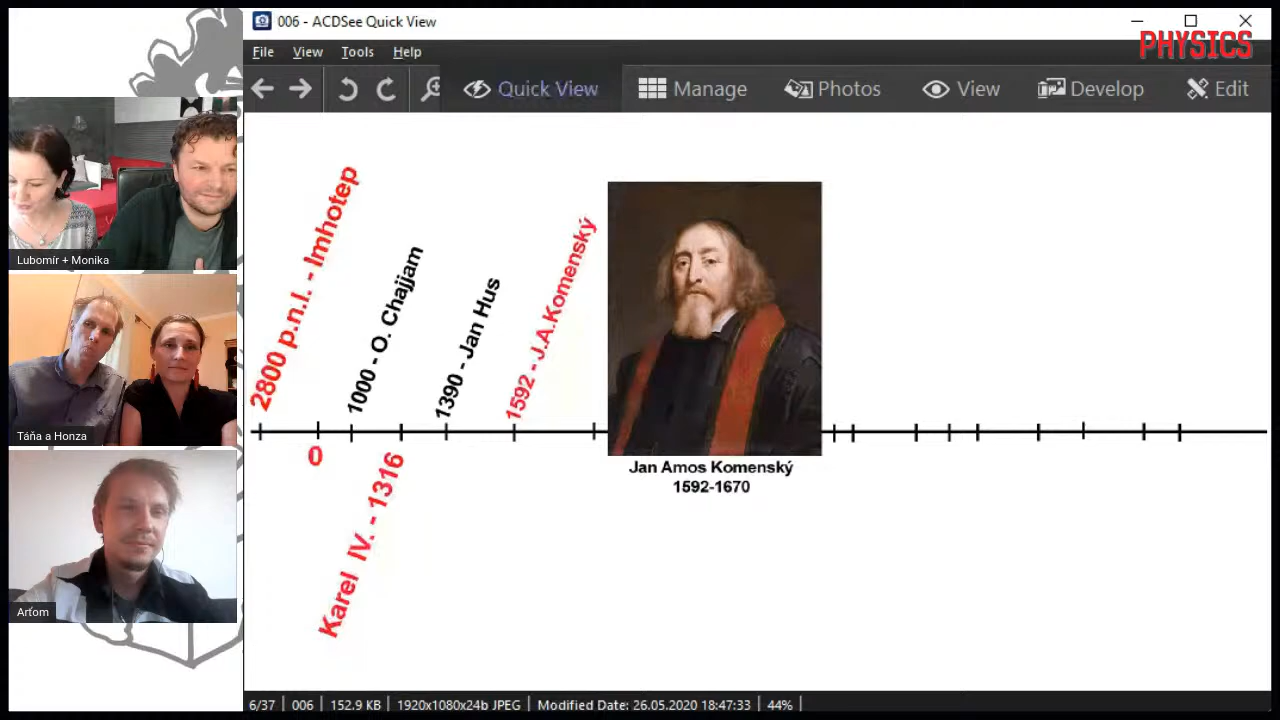 006 - ACDSee Quick View
PHYSICS
File View Tools Help
Quick View Manage Photos View Develop Edit
2800 p.n.l. - Imhotep
1000 - O. Chajjam
1390 - Jan Hus
1592 - J.A.Komenský
0
Karel IV. - 1316
Jan Amos Komenský
1592-1670
Lubomír + Monika
Táňa a Honza
Arťom
6/37 006 152.9 KB 1920x1080x24b JPEG Modified Date: 26.05.2020 18:47:33 44%